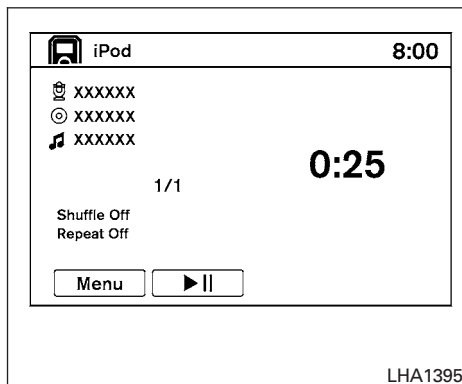 iPod 8:00
XXXXXX
XXXXXX
XXXXXX
0:25
1/1
Shuffle Off
Repeat Off
Menu
LHA1395